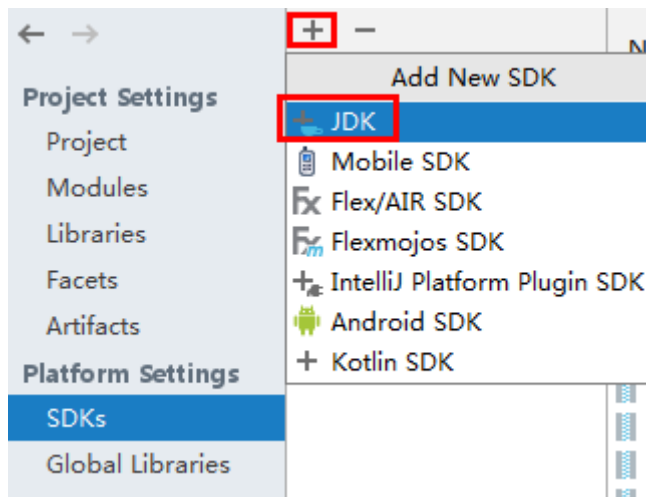 Project Settings
Project
Modules
Libraries
Facets
Artifacts
Platform Settings
SDKs
Global Libraries
Add New SDK
JDK
Mobile SDK
Flex/AIR SDK
Flexmojos SDK
IntelliJ Platform Plugin SDK
Android SDK
Kotlin SDK